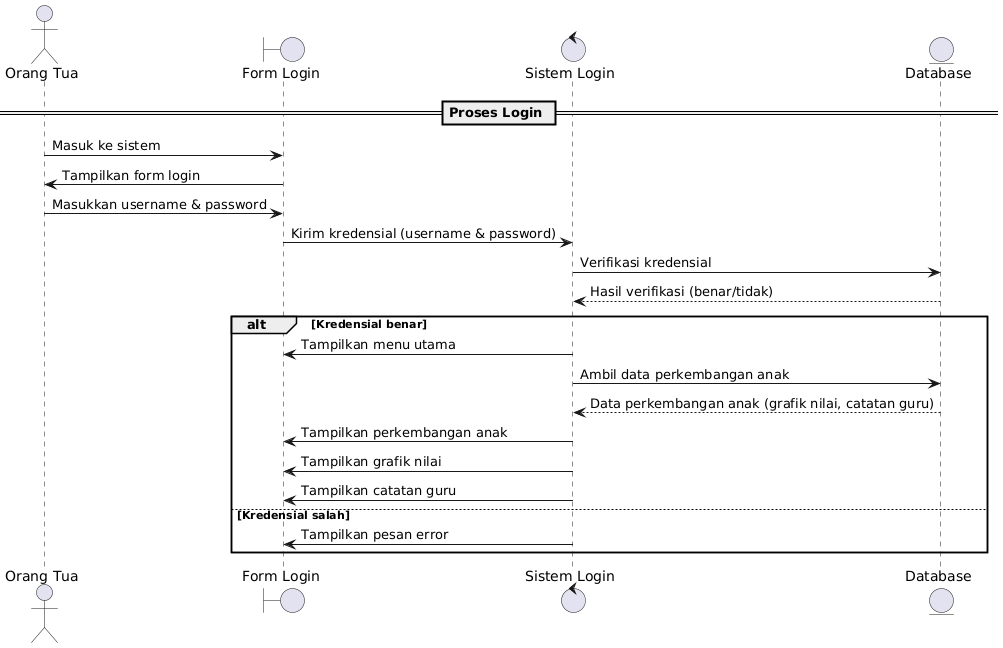 Orang Tua
Form Login
Sistem Login
Database
Proses Login
Masuk ke sistem
Tampilkan form login
Masukkan username & password
Kirim kredensial (username & password)
Verifikasi kredensial
Hasil verifikasi (benar/tidak)
alt
[Kredensial benar]
Tampilkan menu utama
Ambil data perkembangan anak
Data perkembangan anak (grafik nilai, catatan guru)
Tampilkan perkembangan anak
Tampilkan grafik nilai
Tampilkan catatan guru
[Kredensial salah]
Tampilkan pesan error
Orang Tua
Form Login
Sistem Login
Database